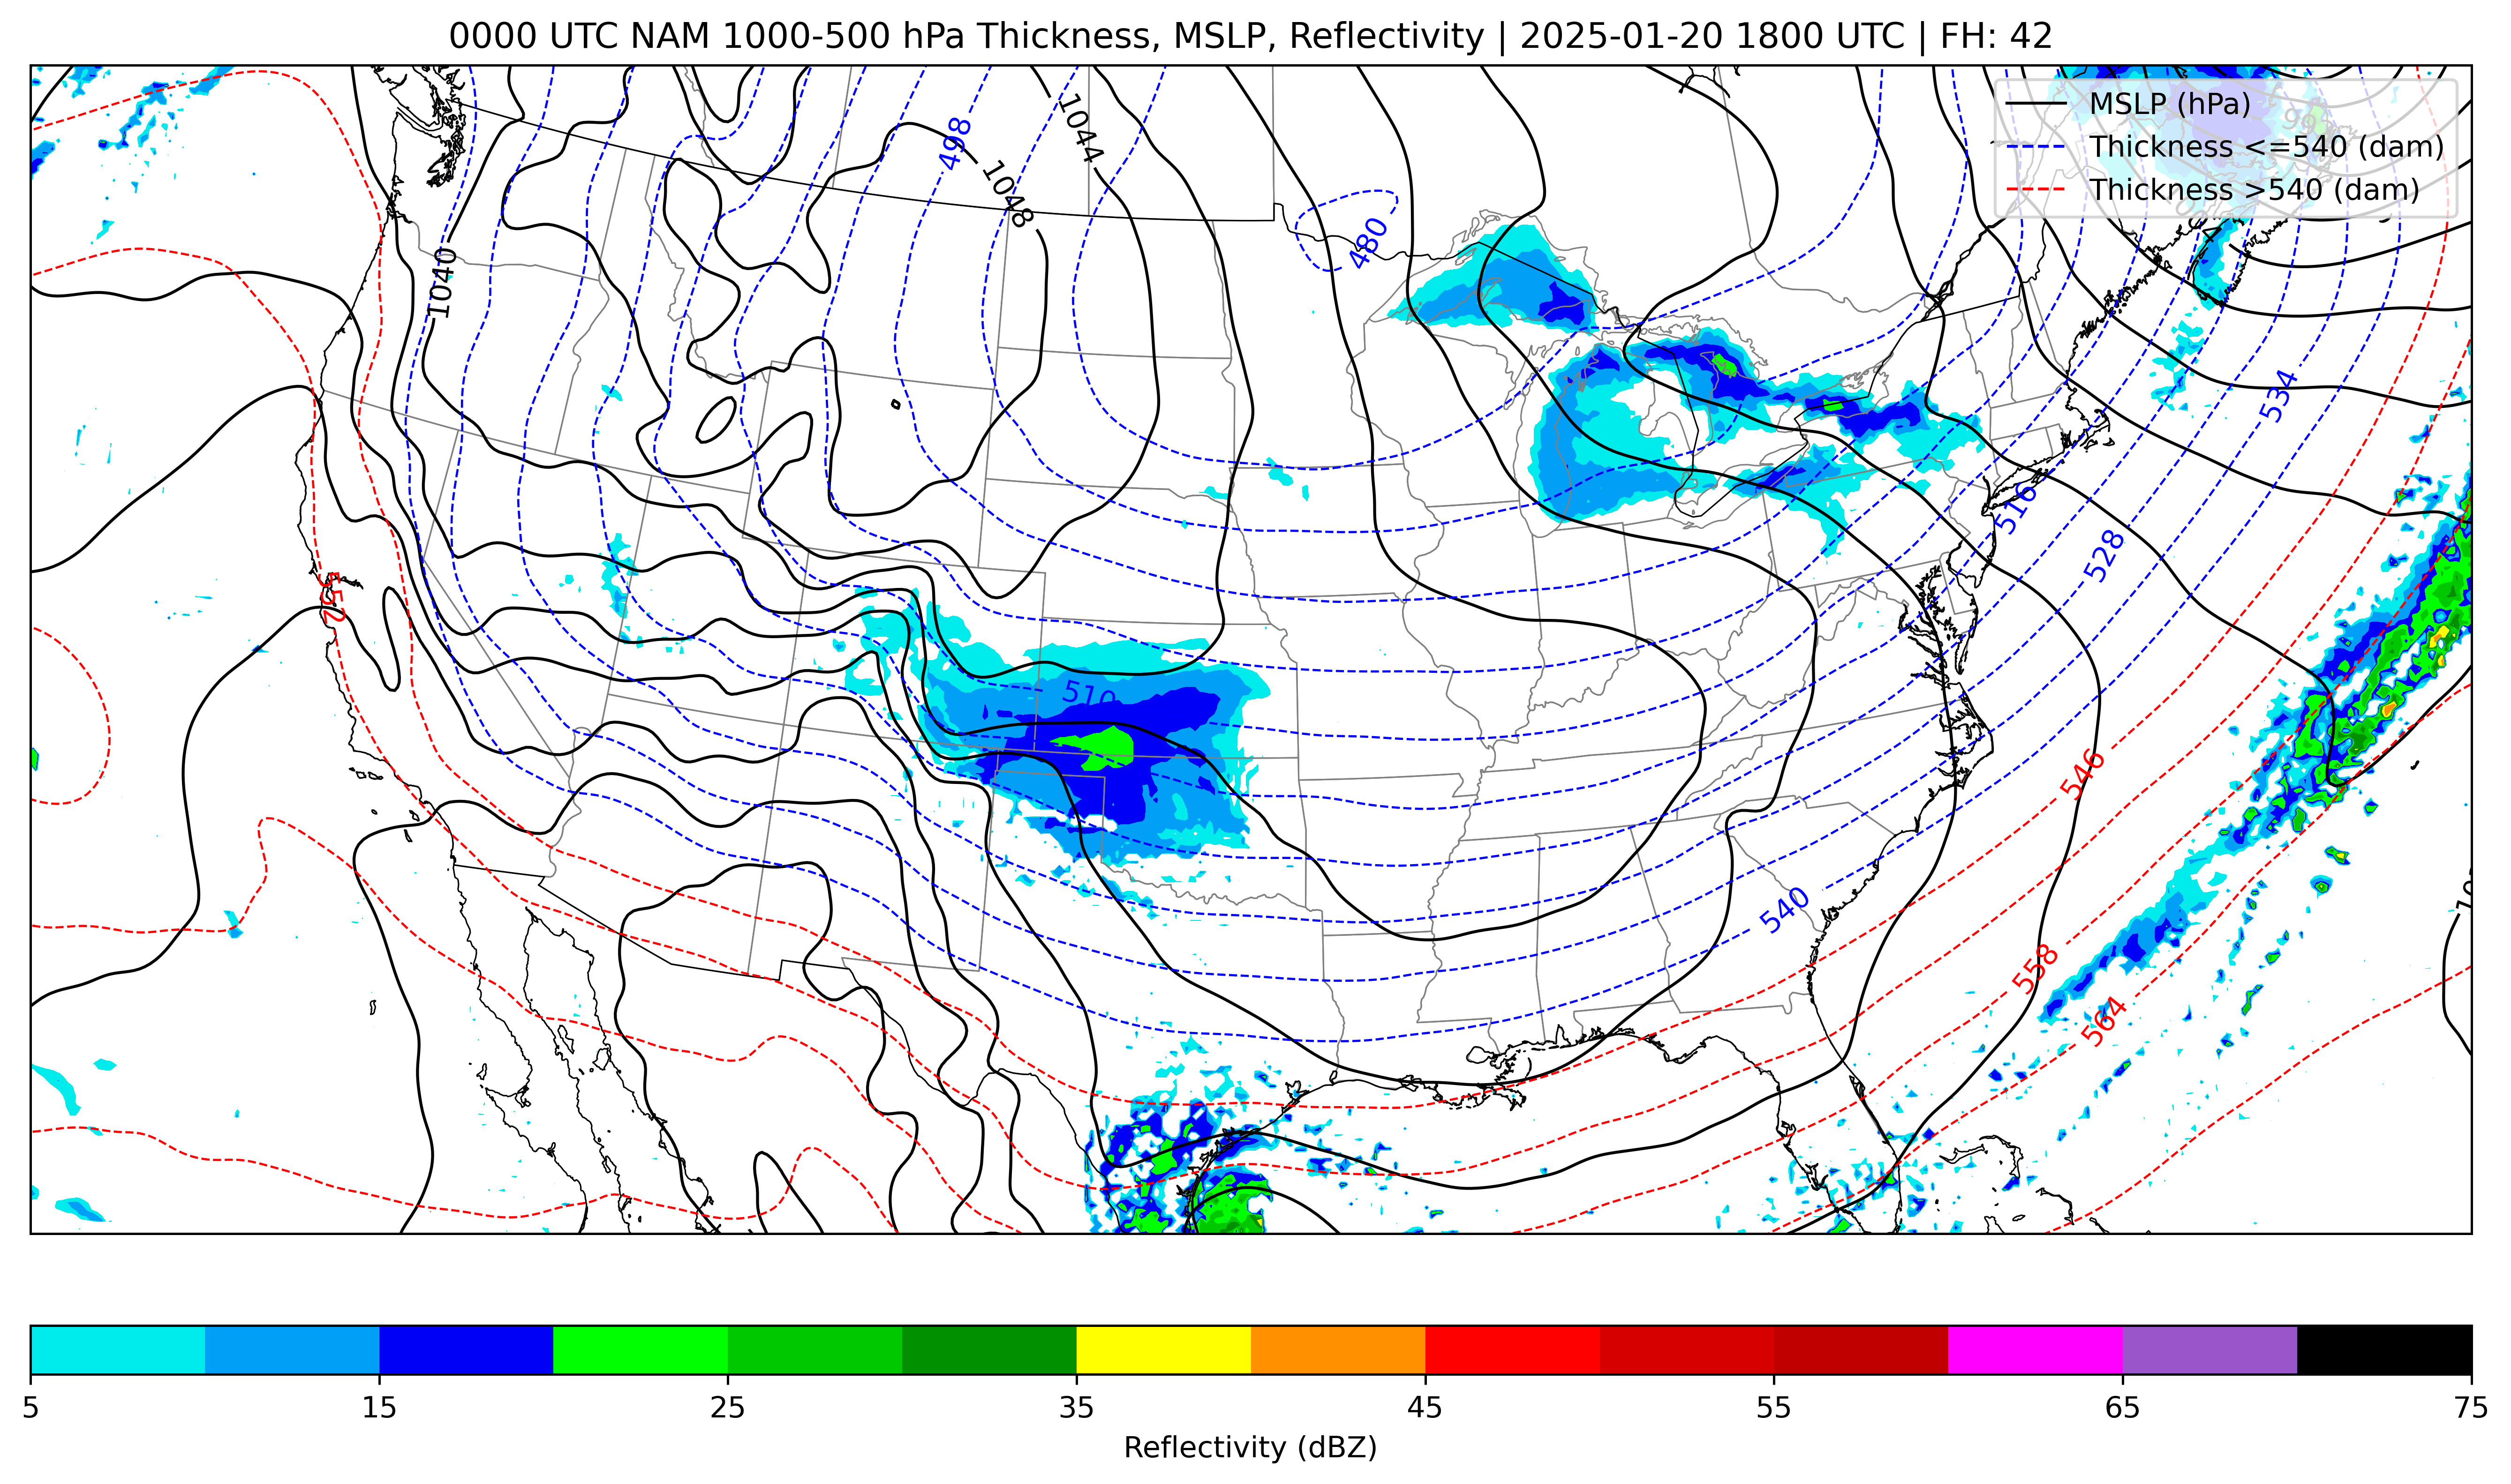 0000 UTC NAM 1000-500 hPa Thickness, MSLP, Reflectivity | 2025-01-20 1800 UTC | FH: 42
MSLP (hPa)
Thickness <=540 (dam)
Thickness >540 (dam)
1044
498
1048
480
1040
534
516
528
552
510
546
540
558
564
5 15 25 35 45 55 65 75
Reflectivity (dBZ)